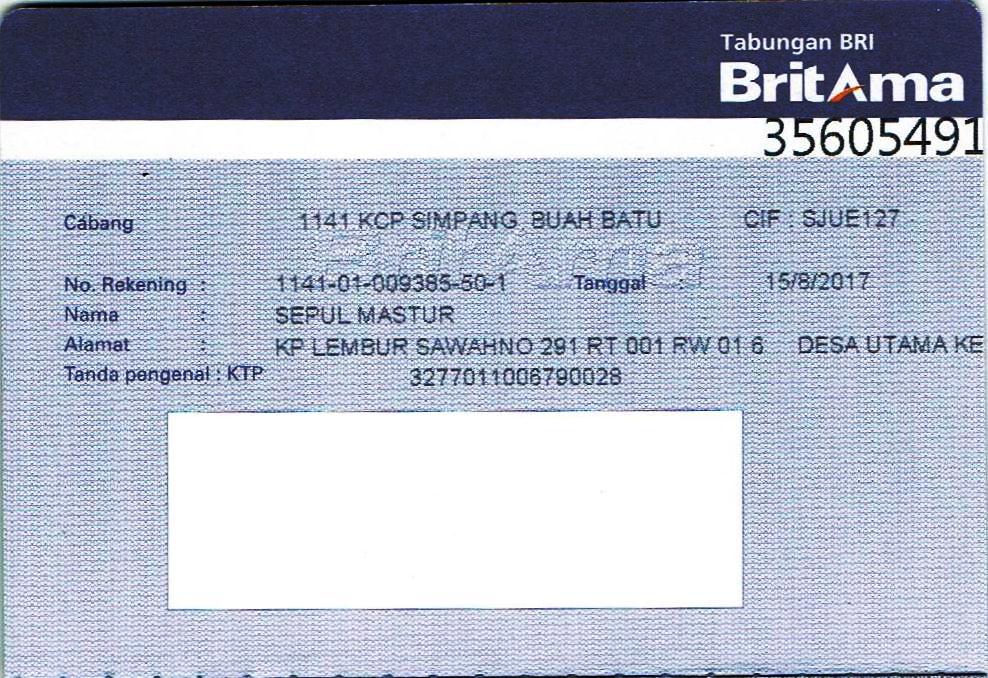 Tabungan BRI
BritAma
35605491
Cabang 1141 KCP SIMPANG BUAH BATU CIF : SJUE127
No. Rekening : 1141-01-009385-50-1 Tanggal : 15/8/2017
Nama : SEPUL MASTUR
Alamat : KP LEMBUR SAWAHNO 291 RT 001 RW 01 6 DESA UTAMA KE
Tanda pengenal : KTP 3277011006790028